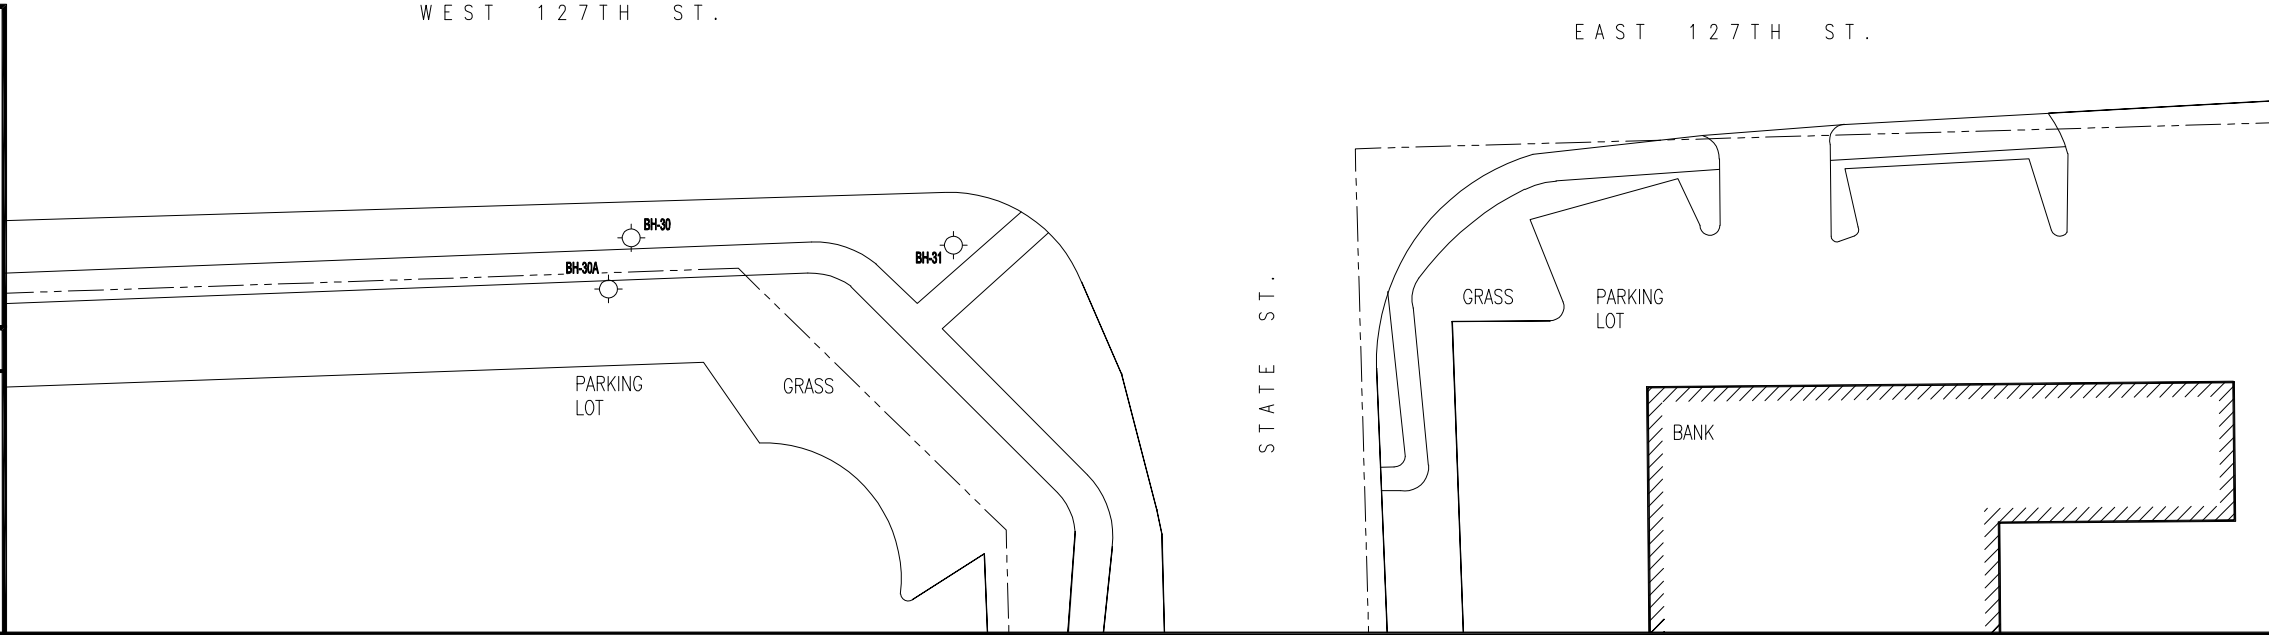 WEST 127TH ST.
EAST 127TH ST.
BH-30
BH-31
BH-30A
STATE ST.
GRASS
PARKING
LOT
PARKING
LOT
GRASS
BANK